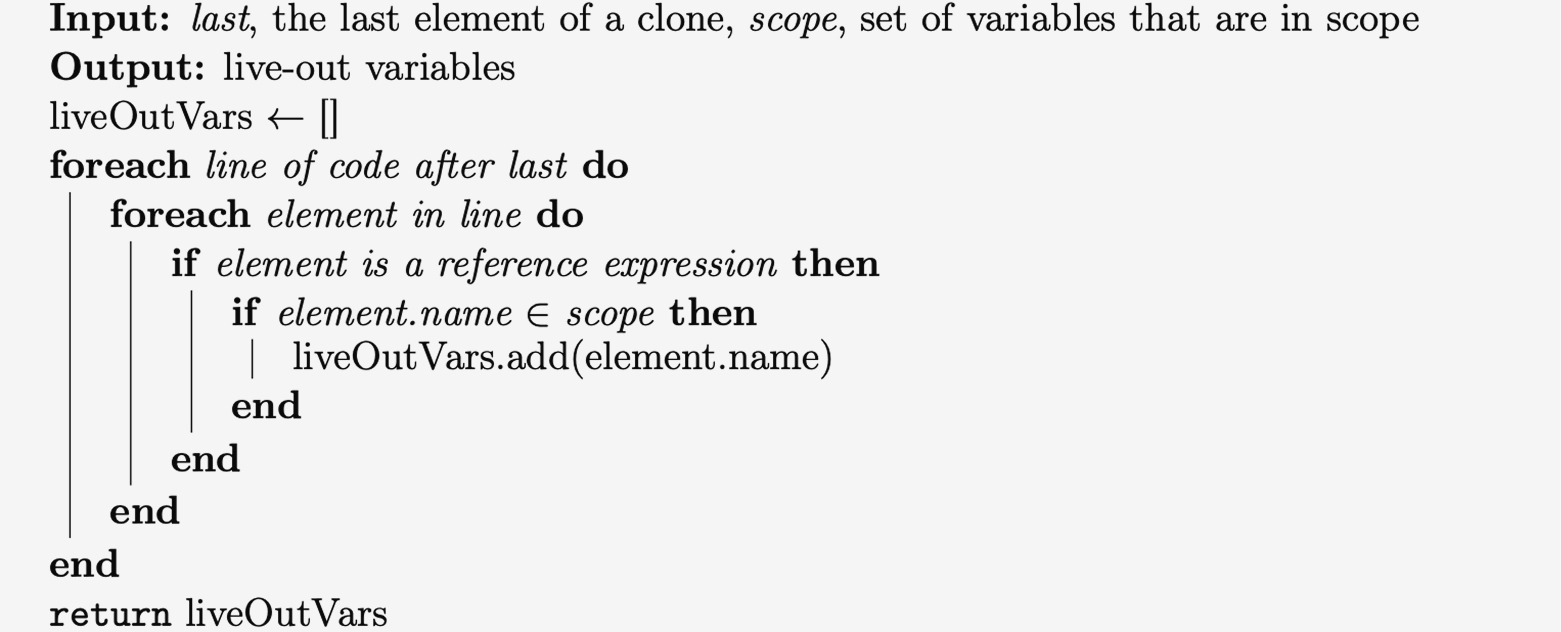 Input: last, the last element of a clone, scope, set of variables that are in scope
Output: live-out variables
liveOutVars ← []
foreach line of code after last do
foreach element in line do
if element is a reference expression then
if element.name ∈ scope then
liveOutVars.add(element.name)
end
end
end
end
return liveOutVars